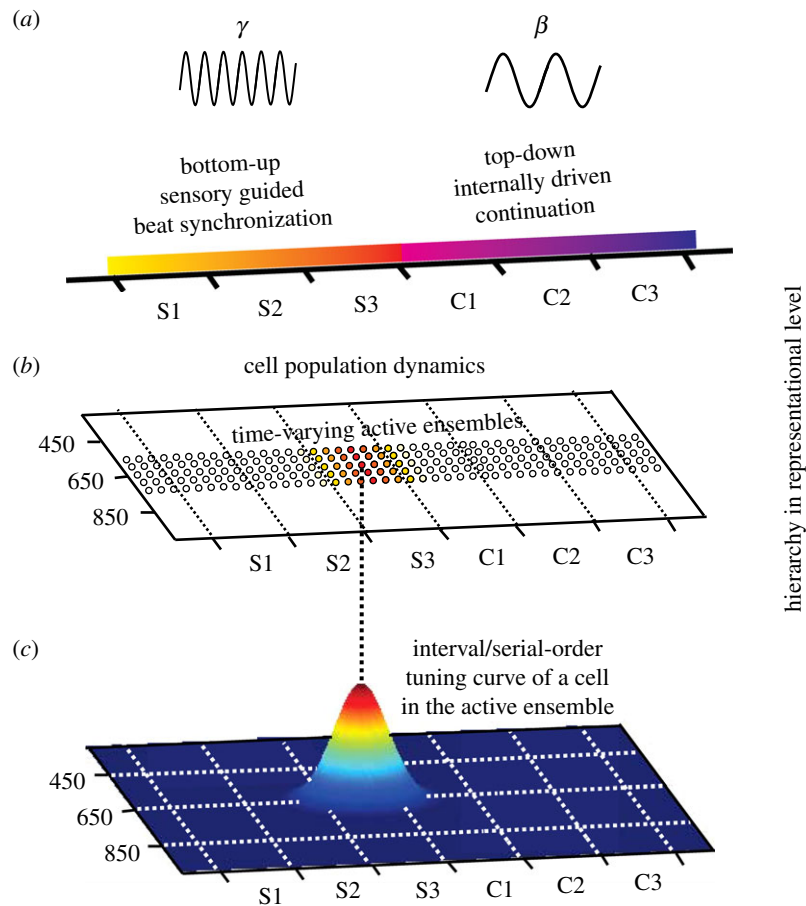 (a)
γ
β
bottom-up
sensory guided
beat synchronization
top-down
internally driven
continuation
S1 S2 S3 C1 C2 C3
(b)
cell population dynamics
time-varying active ensembles
450
650
850
S1 S2 S3 C1 C2 C3
(c)
interval/serial-order
tuning curve of a cell
in the active ensemble
450
650
850
S1 S2 S3 C1 C2 C3
hierarchy in representational level